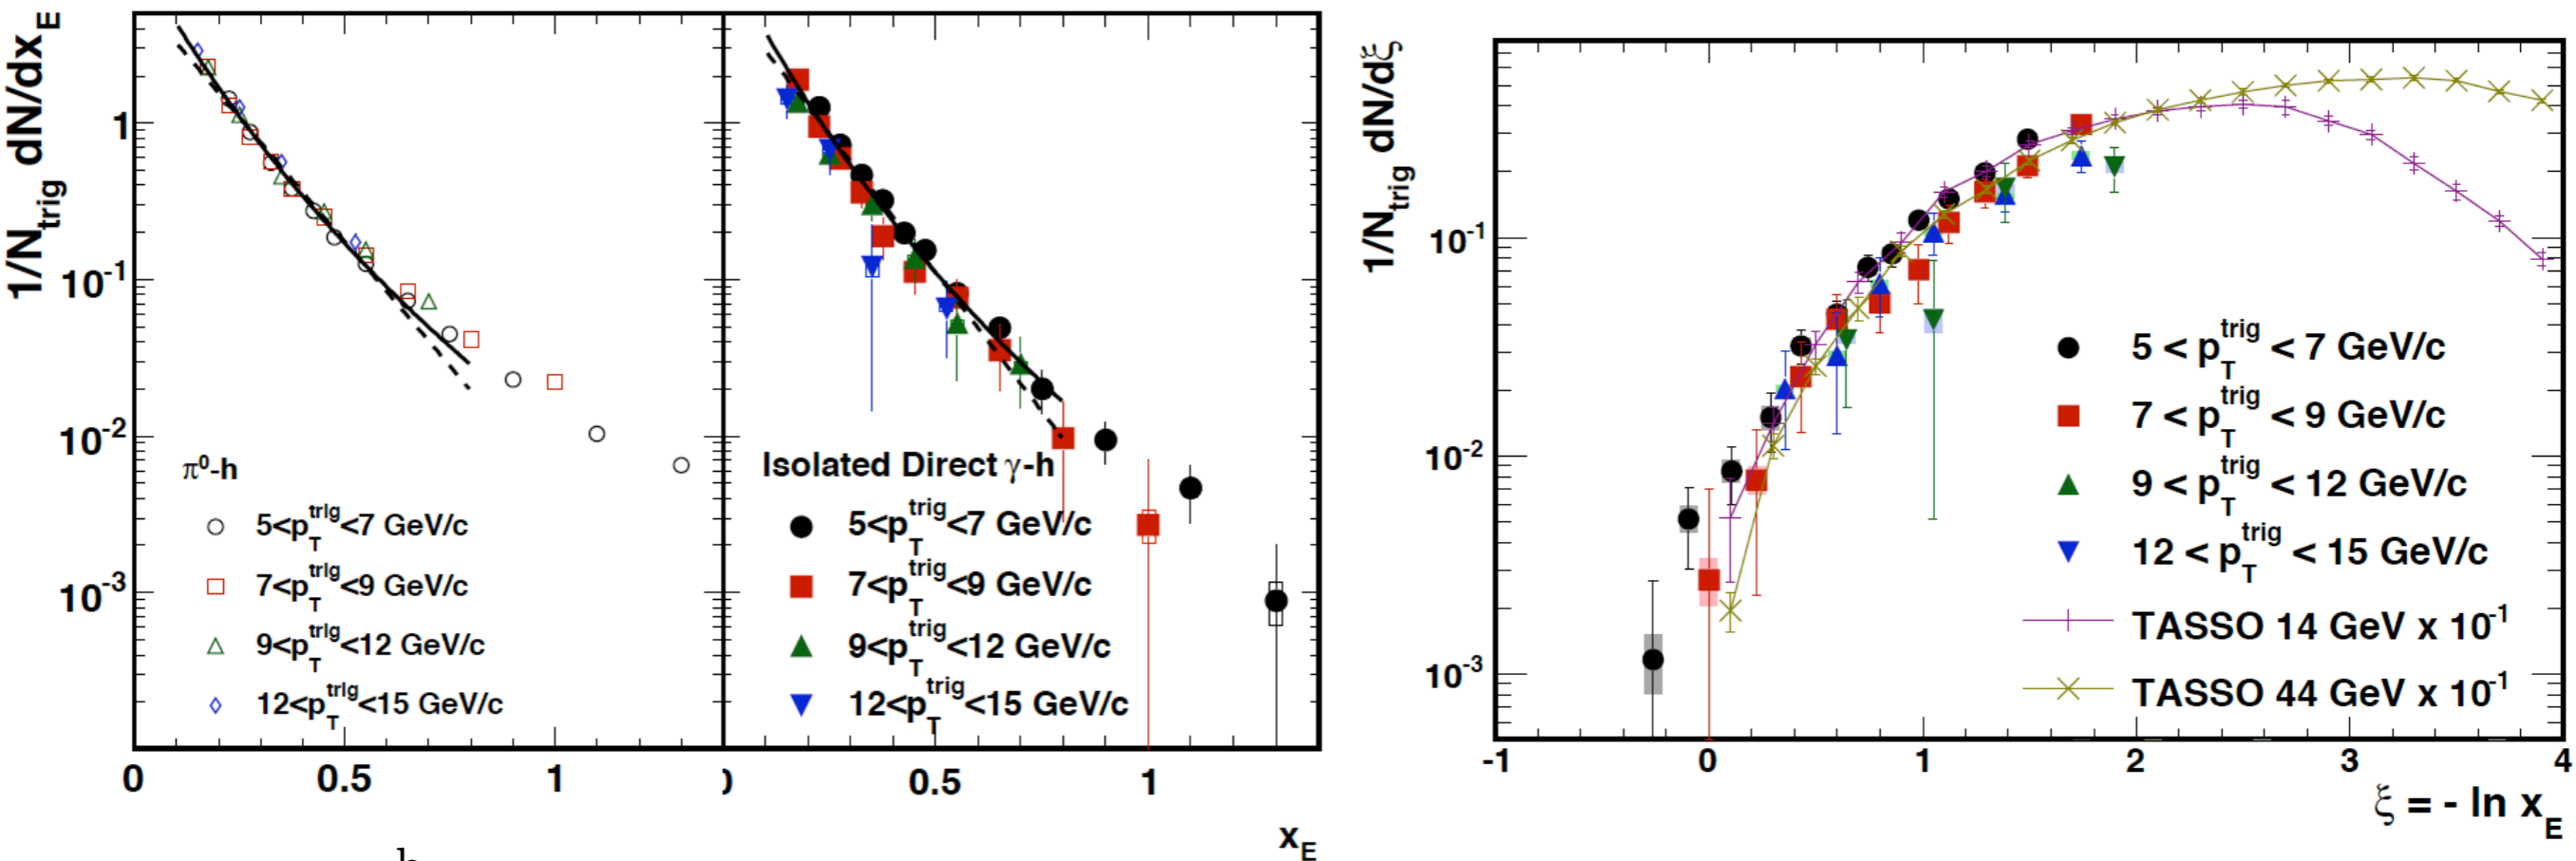 1/N_trig dN/dx_E
1
10^-1
10^-2
10^-3
π^0-h
5<p_T^trig<7 GeV/c
7<p_T^trig<9 GeV/c
9<p_T^trig<12 GeV/c
12<p_T^trig<15 GeV/c
0 0.5 1
Isolated Direct γ-h
5<p_T^trig<7 GeV/c
7<p_T^trig<9 GeV/c
9<p_T^trig<12 GeV/c
12<p_T^trig<15 GeV/c
0.5 1
x_E
1/N_trig dN/dξ
10^-1
10^-2
10^-3
5 < p_T^trig < 7 GeV/c
7 < p_T^trig < 9 GeV/c
9 < p_T^trig < 12 GeV/c
12 < p_T^trig < 15 GeV/c
TASSO 14 GeV x 10^-1
TASSO 44 GeV x 10^-1
-1 0 1 2 3 4
ξ = - ln x_E